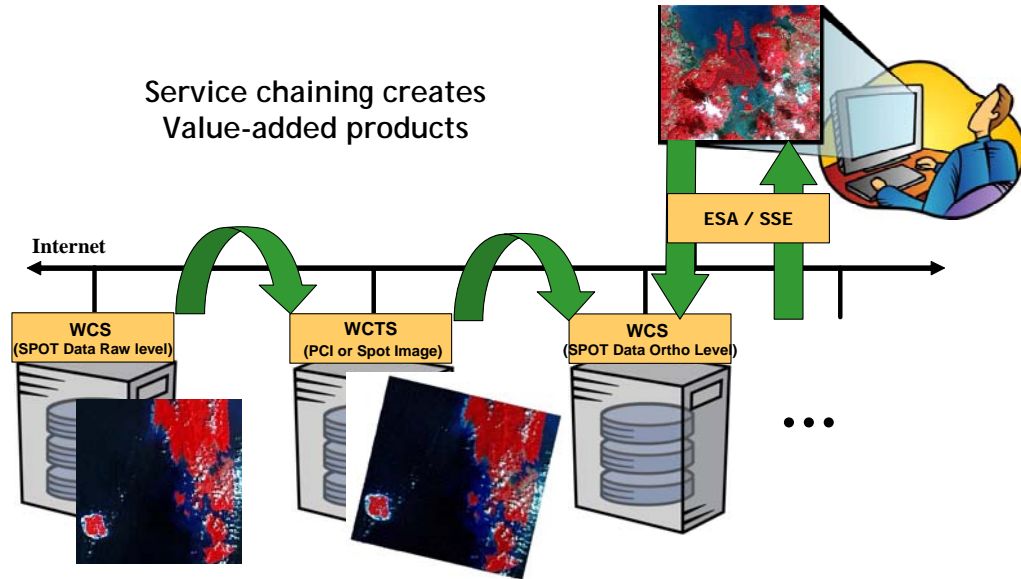 Service chaining creates
Value-added products
ESA / SSE
Internet
WCS
(SPOT Data Raw level)
WCTS
(PCI or Spot Image)
WCS
(SPOT Data Ortho Level)
...